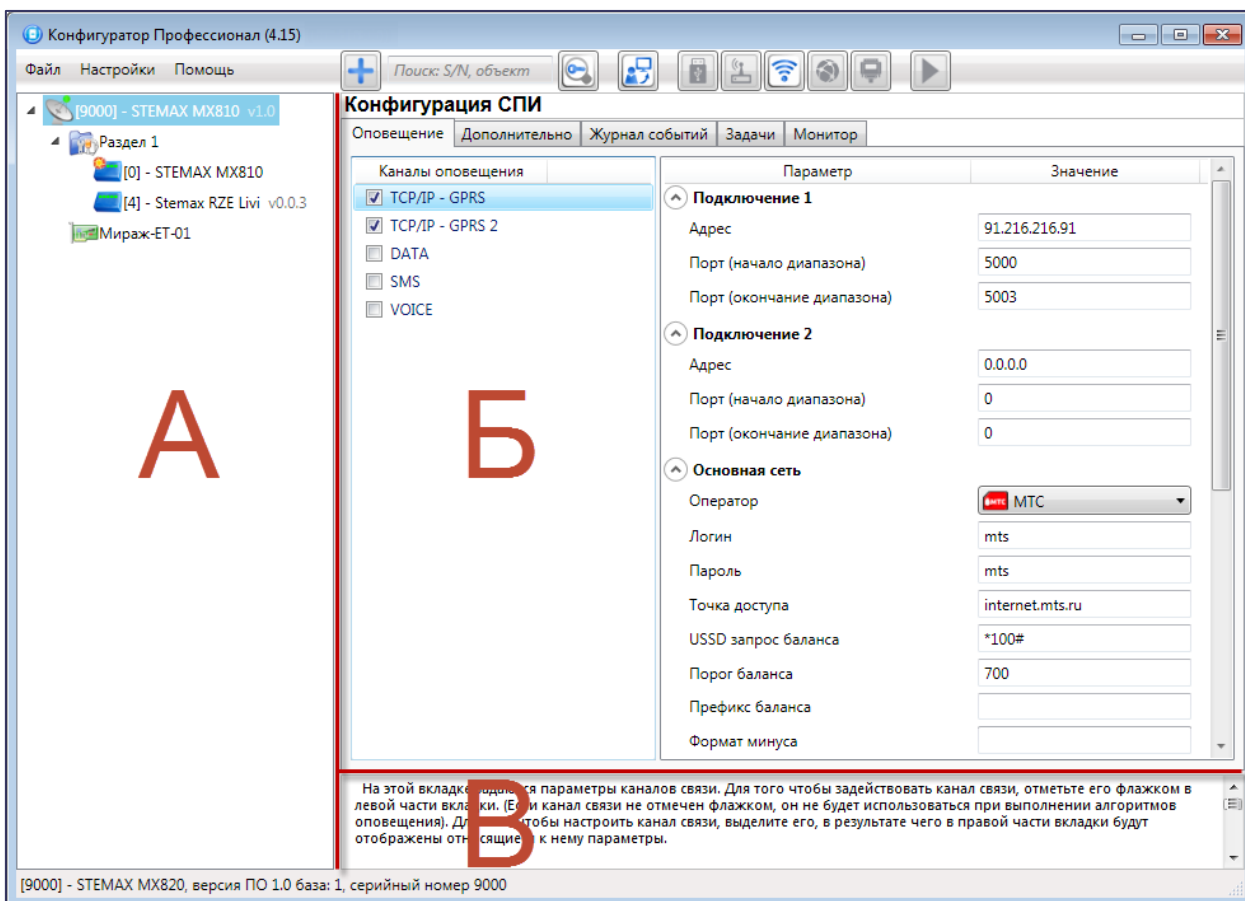 Конфигуратор Профессионал (4.15)
Файл Настройки Помощь
Поиск: S/N, объект
[9000] - STEMAX MX810 v1.0
Раздел 1
[0] - STEMAX MX810
[4] - Stemax RZE Livi v0.0.3
Мираж-ET-01
А
Конфигурация СПИ
Оповещение Дополнительно Журнал событий Задачи Монитор
Каналы оповещения
TCP/IP - GPRS
TCP/IP - GPRS 2
DATA
SMS
VOICE
Б
Параметр Значение
Подключение 1
Адрес 91.216.216.91
Порт (начало диапазона) 5000
Порт (окончание диапазона) 5003
Подключение 2
Адрес 0.0.0.0
Порт (начало диапазона) 0
Порт (окончание диапазона) 0
Основная сеть
Оператор МТС МТС
Логин mts
Пароль mts
Точка доступа internet.mts.ru
USSD запрос баланса *100#
Порог баланса 700
Префикс баланса
Формат минуса
На этой вкладке задаются параметры каналов связи. Для того чтобы задействовать канал связи, отметьте его флажком в
левой части вкладки. (Если канал связи не отмечен флажком, он не будет использоваться при выполнении алгоритмов
оповещения). Для того чтобы настроить канал связи, выделите его, в результате чего в правой части вкладки будут
отображены относящиеся к нему параметры.
В
[9000] - STEMAX MX820, версия ПО 1.0 база: 1, серийный номер 9000